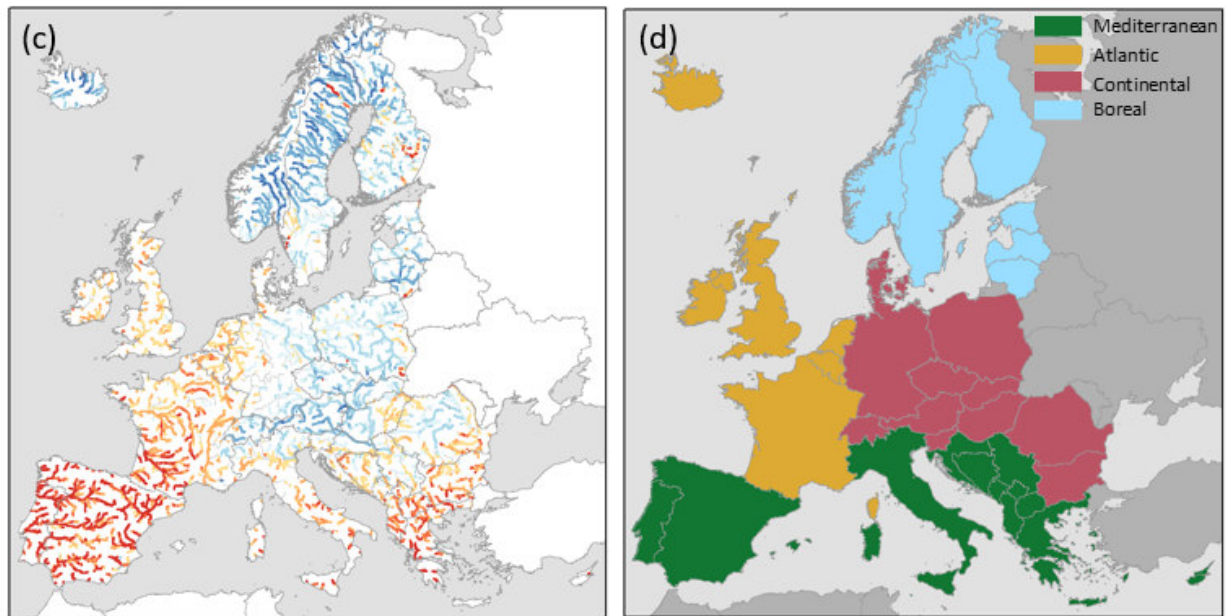 (c)
(d)
Mediterranean
Atlantic
Continental
Boreal